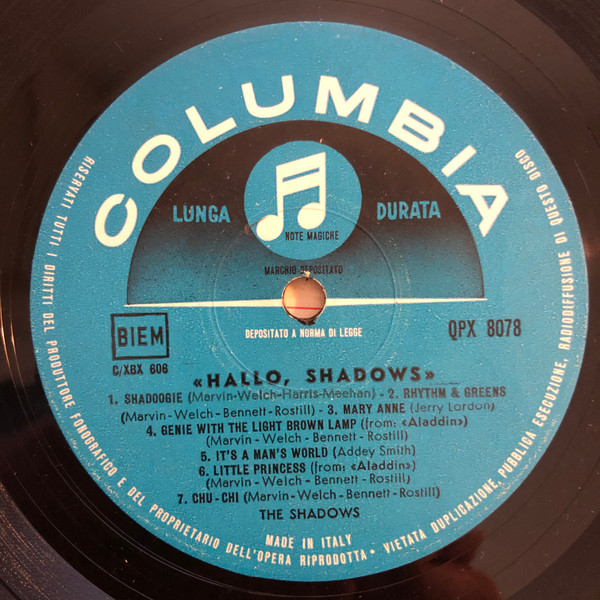 COLUMBIA
LUNGA DURATA
NOTE MAGICHE
MARCHIO DEPOSITATO
DEPOSITATO A NORMA DI LEGGE
BIEM
QPX 8078
C/XBX 606
«HALLO, SHADOWS»
1. SHADOOGIE (Marvin-Welch-Harris-Meehan) - 2. RHYTHM & GREENS
(Marvin - Welch - Bennett - Rostill) - 3. MARY ANNE (Jerry Lordon)
4. GENIE WITH THE LIGHT BROWN LAMP (from: «Aladdin»)
(Marvin - Welch - Bennett - Rostill)
5. IT'S A MAN'S WORLD (Addey Smith)
6. LITTLE PRINCESS (from: «Aladdin»)
(Marvin - Welch - Bennett - Rostill)
7. CHU-CHI (Marvin - Welch - Bennett - Rostill)
THE SHADOWS
MADE IN ITALY
RISERVATI TUTTI I DIRITTI DEL PRODUTTORE FONOGRAFICO E DEL PROPRIETARIO DELL'OPERA RIPRODOTTA • VIETATA DUPLICAZIONE, PUBBLICA ESECUZIONE, RADIODIFFUSIONE DI QUESTO DISCO